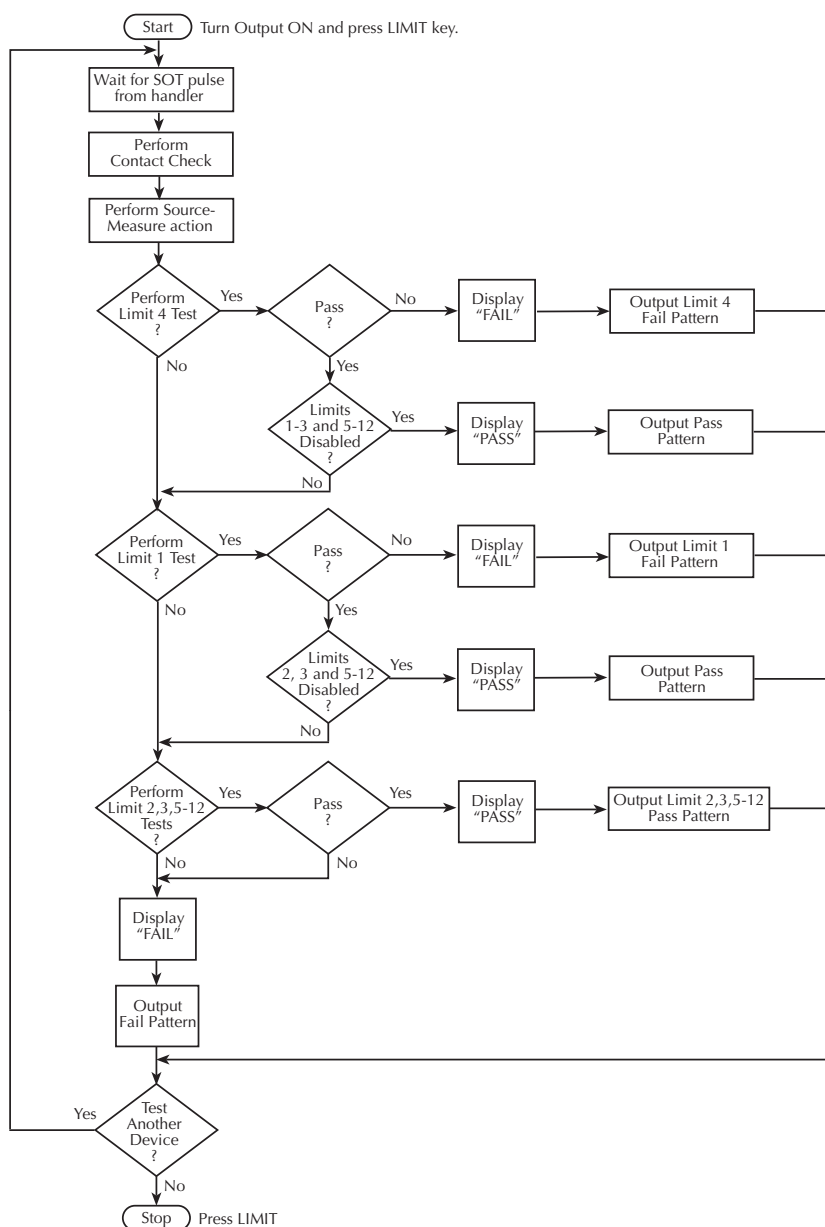 Start
Turn Output ON and press LIMIT key.
Wait for SOT pulse
from handler
Perform
Contact Check
Perform Source-
Measure action
Perform
Limit 4 Test
?
Yes
No
Pass
?
No
Yes
Display
“FAIL”
Output Limit 4
Fail Pattern
Limits
1-3 and 5-12
Disabled
?
Yes
No
Display
“PASS”
Output Pass
Pattern
Perform
Limit 1 Test
?
Yes
No
Pass
?
No
Yes
Display
“FAIL”
Output Limit 1
Fail Pattern
Limits
2, 3 and 5-12
Disabled
?
Yes
No
Display
“PASS”
Output Pass
Pattern
Perform
Limit 2,3,5-12
Tests
?
Yes
No
Pass
?
Yes
No
Display
“PASS”
Output Limit 2,3,5-12
Pass Pattern
Display
“FAIL”
Output
Fail Pattern
Test
Another
Device
?
Yes
No
Stop
Press LIMIT